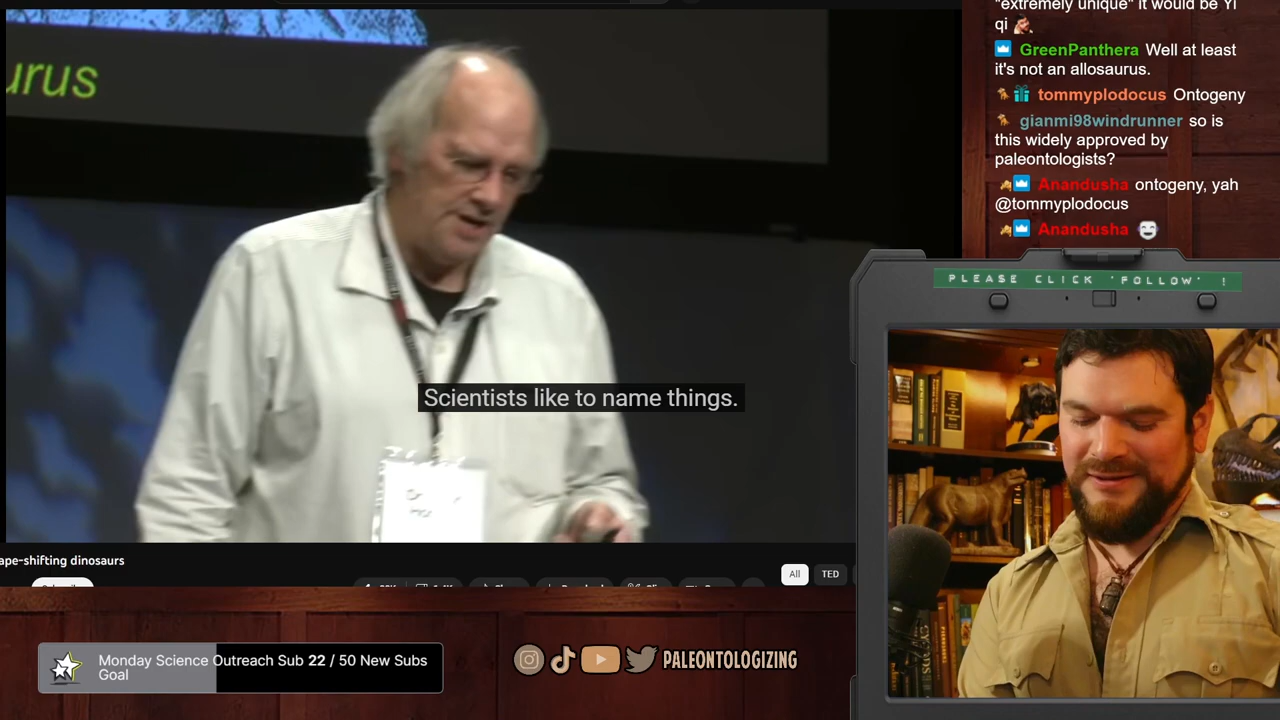 urus
Scientists like to name things.
ape-shifting dinosaurs
All
TED
"extremely unique" it would be Yi
qi
GreenPanthera Well at least
it's not an allosaurus.
tommyplodocus Ontogeny
gianmi98windrunner so is
this widely approved by
paleontologists?
Anandusha ontogeny, yah
@tommyplodocus
Anandusha
PLEASE CLICK 'FOLLOW' !
Monday Science Outreach Sub 22 / 50 New Subs
Goal
PALEONTOLOGIZING